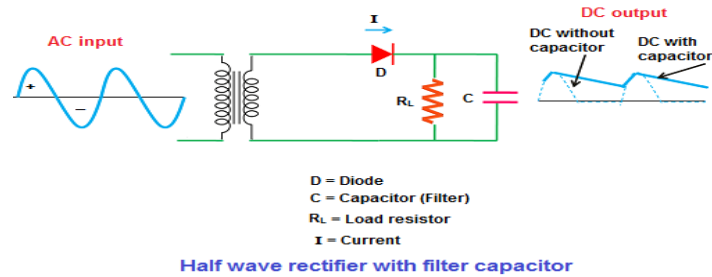 AC input
+
−
I
D
RL
C
DC output
DC without
capacitor
DC with
capacitor
D = Diode
C = Capacitor (Filter)
RL = Load resistor
I = Current
Half wave rectifier with filter capacitor